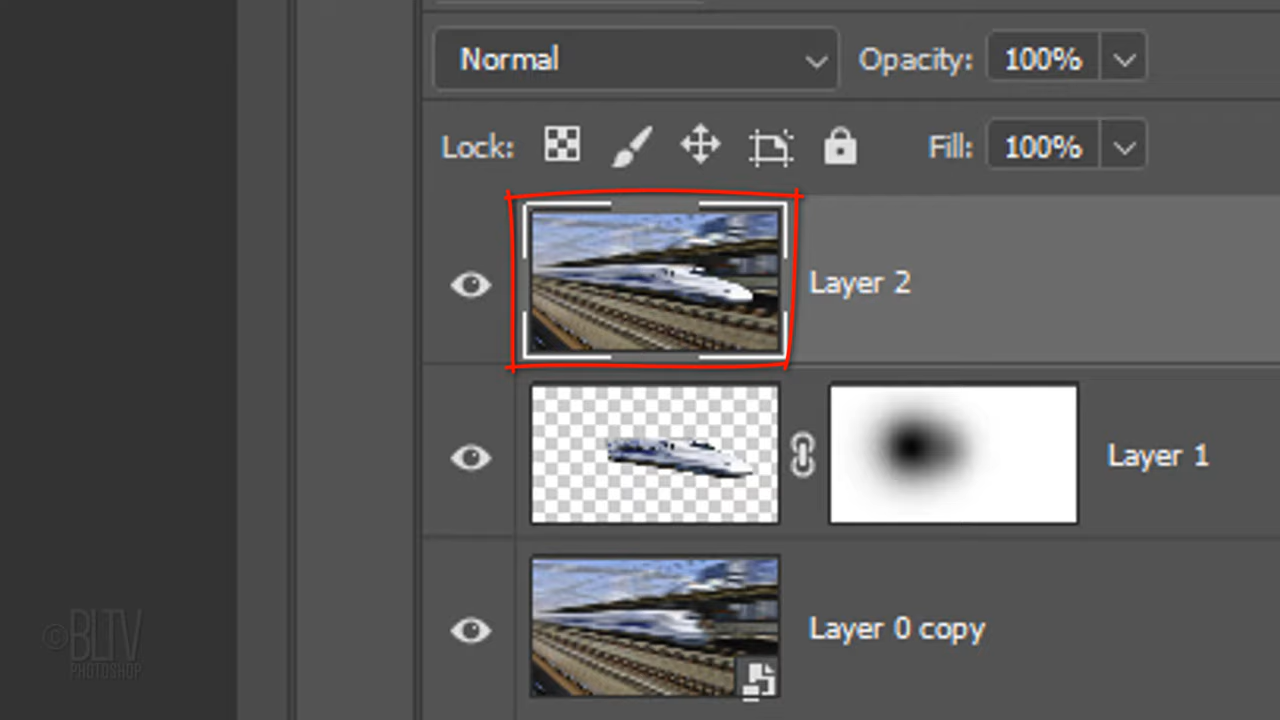 Normal
Opacity: 100%
Lock:
Fill: 100%
Layer 2
Layer 1
Layer 0 copy
©BLTV
PHOTOSHOP